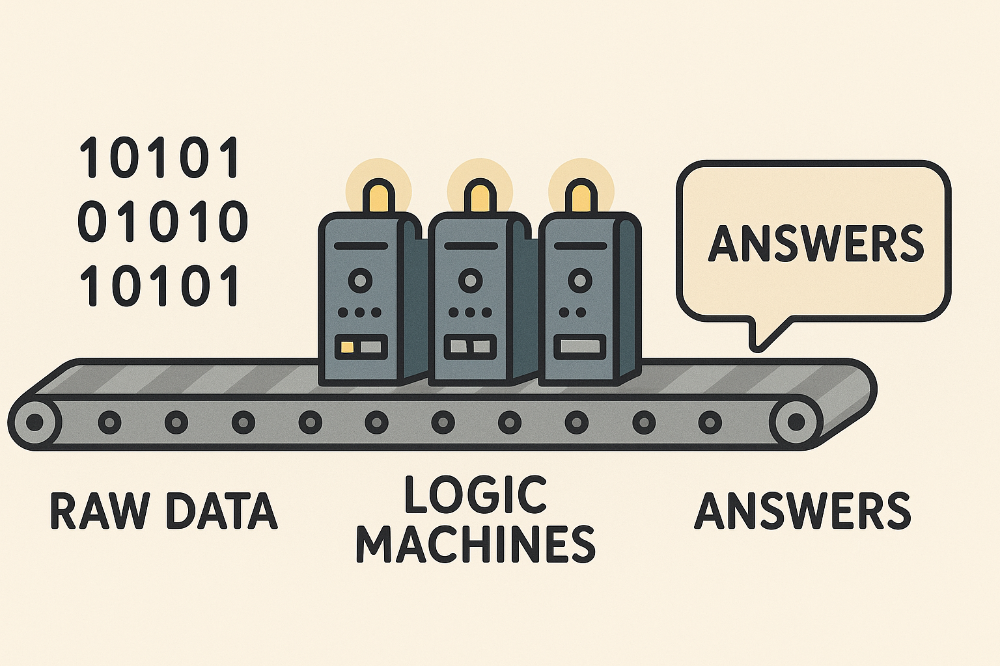 10101
01010
10101
ANSWERS
RAW DATA
LOGIC
MACHINES
ANSWERS